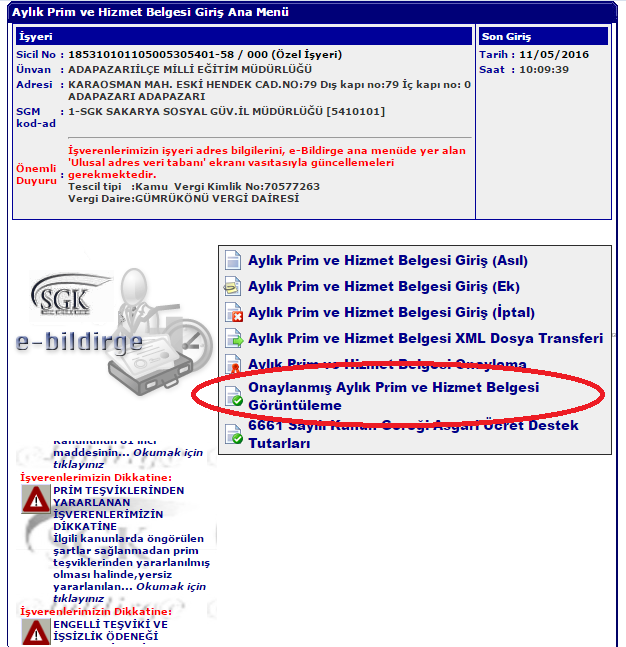 Aylık Prim ve Hizmet Belgesi Giriş Ana Menü
İşyeri
Sicil No : 185310101105005305401-58 / 000 (Özel İşyeri)
Ünvan : ADAPAZARIİLÇE MİLLİ EĞİTİM MÜDÜRLÜĞÜ
Adresi : KARAOSMAN MAH. ESKİ HENDEK CAD.NO:79 Dış kapı no:79 İç kapı no: 0
ADAPAZARI ADAPAZARI
SGM kod-ad : 1-SGK SAKARYA SOSYAL GÜV.İL MÜDÜRLÜĞÜ [5410101]
Önemli Duyuru :
İşverenlerimizin işyeri adres bilgilerini, e-Bildirge ana menüde yer alan
'Ulusal adres veri tabanı' ekranı vasıtasıyla güncellemeleri
gerekmektedir.
Tescil tipi :Kamu Vergi Kimlik No:70577263
Vergi Daire:GÜMRÜKÖNÜ VERGİ DAİRESİ
Son Giriş
Tarih : 11/05/2016
Saat : 10:09:39
SGK
e-bildirge
Aylık Prim ve Hizmet Belgesi Giriş (Asıl)
Aylık Prim ve Hizmet Belgesi Giriş (Ek)
Aylık Prim ve Hizmet Belgesi Giriş (İptal)
Aylık Prim ve Hizmet Belgesi XML Dosya Transferi
Aylık Prim ve Hizmet Belgesi Onaylama
Onaylanmış Aylık Prim ve Hizmet Belgesi
Görüntüleme
6661 Sayılı Kanun Gereği Asgari Ücret Destek
Tutarları
Kanununun 81 inci
maddesinin... Okumak için
tıklayınız
İşverenlerimizin Dikkatine:
PRİM TEŞVİKLERİNDEN
YARARLANAN
İŞVERENLERİMİZİN
DİKKATİNE
İlgili kanunlarda öngörülen
şartlar sağlanmadan prim
teşviklerinden yararlanılmış
olması halinde,yersiz
yararlanılan... Okumak için
tıklayınız
İşverenlerimizin Dikkatine:
ENGELLİ TEŞVİKİ VE
İŞSİZLİK ÖDENEĞİ